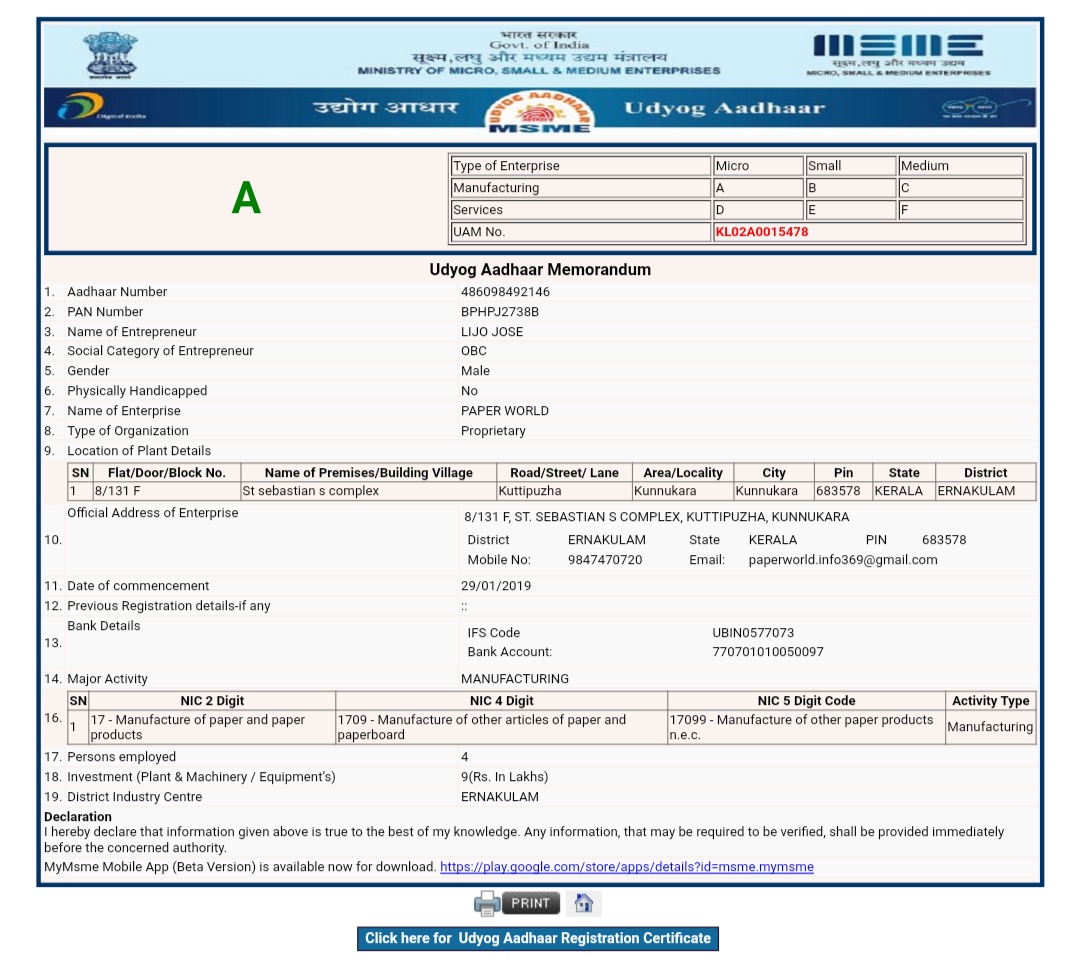 भारत सरकार
Govt. of India
सूक्ष्म,लघु और मध्यम उद्यम मंत्रालय
MINISTRY OF MICRO, SMALL & MEDIUM ENTERPRISES
सूक्ष्म,लघु और मध्यम उद्यम
MICRO, SMALL & MEDIUM ENTERPRISES
Digital India
उद्योग आधार
UDYOG AADHAAR
MSME
Udyog Aadhaar
A
Type of Enterprise Micro Small Medium
Manufacturing A B C
Services D E F
UAM No. KL02A0015478
Udyog Aadhaar Memorandum
1. Aadhaar Number 486098492146
2. PAN Number BPHPJ2738B
3. Name of Entrepreneur LIJO JOSE
4. Social Category of Entrepreneur OBC
5. Gender Male
6. Physically Handicapped No
7. Name of Enterprise PAPER WORLD
8. Type of Organization Proprietary
9. Location of Plant Details
SN Flat/Door/Block No. Name of Premises/Building Village Road/Street/ Lane Area/Locality City Pin State District
1 8/131 F St sebastian s complex Kuttipuzha Kunnukara Kunnukara 683578 KERALA ERNAKULAM
10. Official Address of Enterprise 8/131 F, ST. SEBASTIAN S COMPLEX, KUTTIPUZHA, KUNNUKARA
District ERNAKULAM State KERALA PIN 683578
Mobile No: 9847470720 Email: paperworld.info369@gmail.com
11. Date of commencement 29/01/2019
12. Previous Registration details-if any ::
13. Bank Details IFS Code UBIN0577073
Bank Account: 770701010050097
14. Major Activity MANUFACTURING
SN NIC 2 Digit NIC 4 Digit NIC 5 Digit Code Activity Type
16. 1 17 - Manufacture of paper and paper products 1709 - Manufacture of other articles of paper and paperboard 17099 - Manufacture of other paper products n.e.c. Manufacturing
17. Persons employed 4
18. Investment (Plant & Machinery / Equipment's) 9(Rs. In Lakhs)
19. District Industry Centre ERNAKULAM
Declaration
I hereby declare that information given above is true to the best of my knowledge. Any information, that may be required to be verified, shall be provided immediately
before the concerned authority.
MyMsme Mobile App (Beta Version) is available now for download. https://play.google.com/store/apps/details?id=msme.mymsme
PRINT
Click here for Udyog Aadhaar Registration Certificate